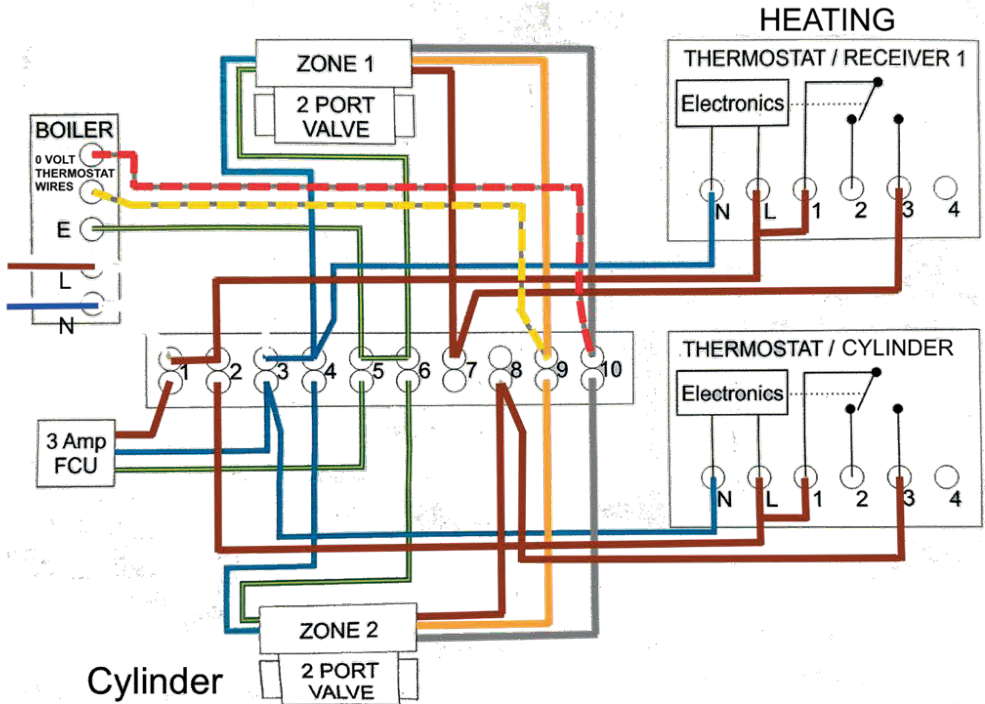 HEATING
ZONE 1
THERMOSTAT / RECEIVER 1
2 PORT
VALVE
Electronics
BOILER
0 VOLT
THERMOSTAT
WIRES
N
L
1
2
3
4
E
L
N
1
2
3
4
5
6
7
8
9
10
THERMOSTAT / CYLINDER
Electronics
3 Amp
FCU
N
L
1
2
3
4
ZONE 2
2 PORT
VALVE
Cylinder